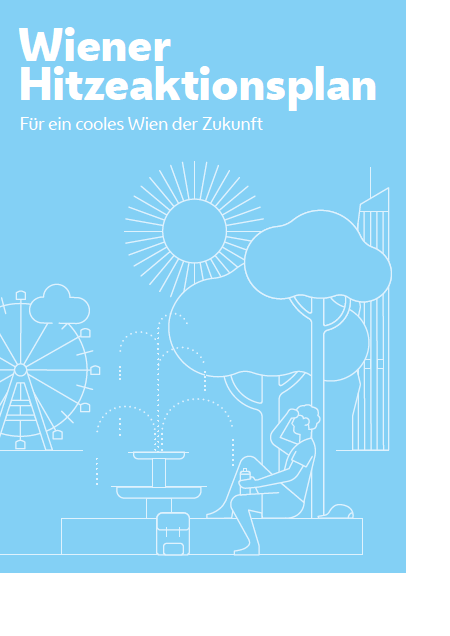 Wiener
Hitzeaktionsplan
Für ein cooles Wien der Zukunft